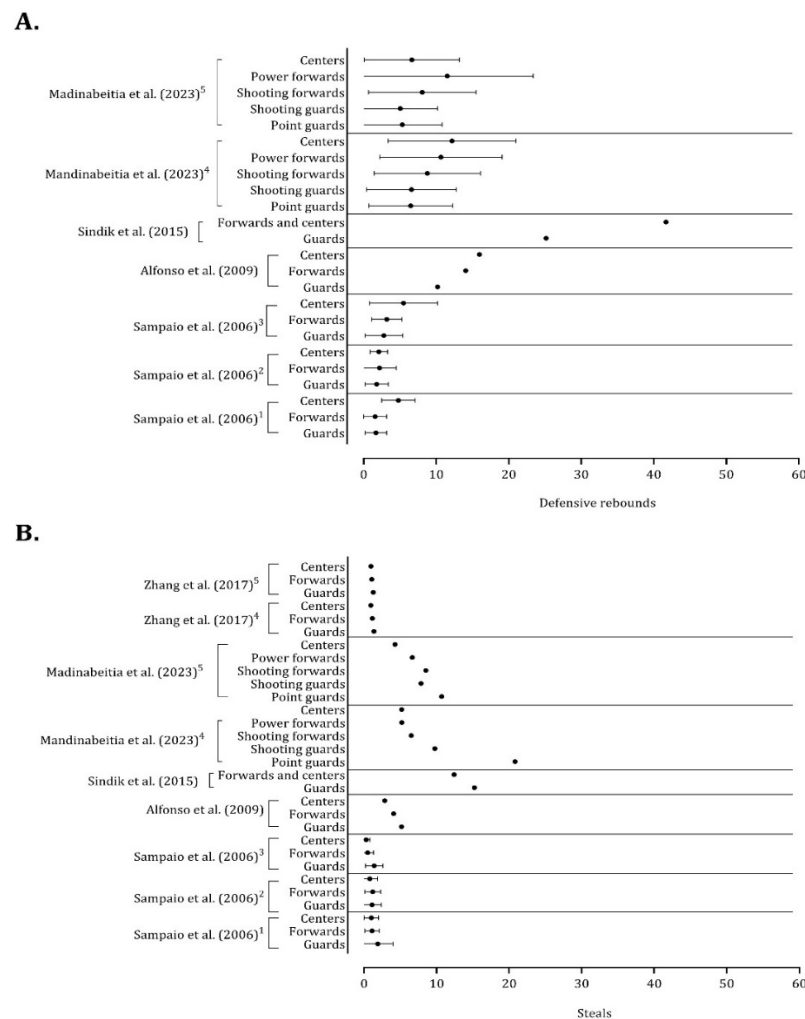 A.
Madinabeitia et al. (2023)5
Centers
Power forwards
Shooting forwards
Shooting guards
Point guards
Mandinabeitia et al. (2023)4
Centers
Power forwards
Shooting forwards
Shooting guards
Point guards
Sindik et al. (2015)
Forwards and centers
Guards
Alfonso et al. (2009)
Centers
Forwards
Guards
Sampaio et al. (2006)3
Centers
Forwards
Guards
Sampaio et al. (2006)2
Centers
Forwards
Guards
Sampaio et al. (2006)1
Centers
Forwards
Guards
0 10 20 30 40 50 60
Defensive rebounds
B.
Zhang et al. (2017)5
Centers
Forwards
Guards
Zhang et al. (2017)4
Centers
Forwards
Guards
Madinabeitia et al. (2023)5
Centers
Power forwards
Shooting forwards
Shooting guards
Point guards
Mandinabeitia et al. (2023)4
Centers
Power forwards
Shooting forwards
Shooting guards
Point guards
Sindik et al. (2015)
Forwards and centers
Guards
Alfonso et al. (2009)
Centers
Forwards
Guards
Sampaio et al. (2006)3
Centers
Forwards
Guards
Sampaio et al. (2006)2
Centers
Forwards
Guards
Sampaio et al. (2006)1
Centers
Forwards
Guards
0 10 20 30 40 50 60
Steals